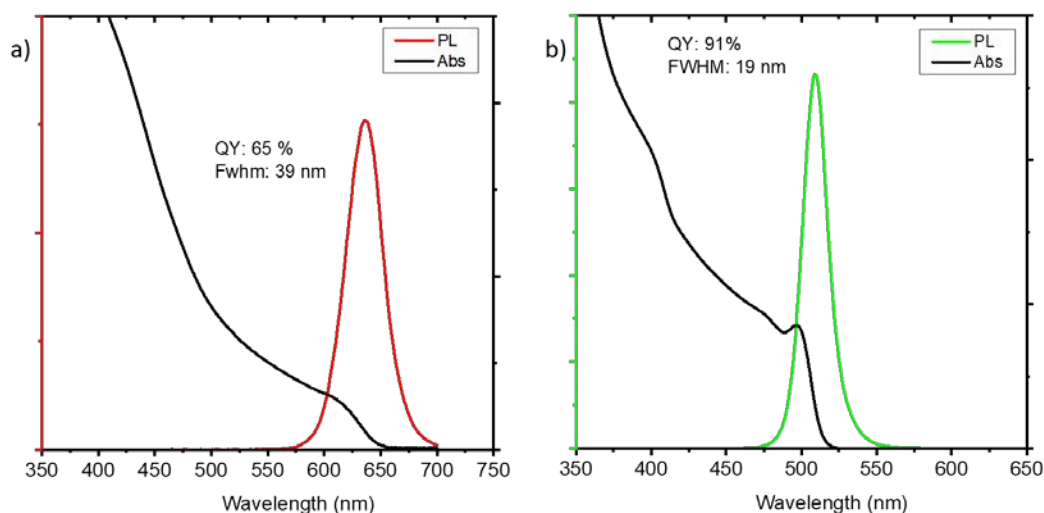 a)
PL
Abs
QY: 65 %
Fwhm: 39 nm
350 400 450 500 550 600 650 700 750
Wavelength (nm)
b)
QY: 91%
FWHM: 19 nm
PL
Abs
350 400 450 500 550 600 650
Wavelength (nm)